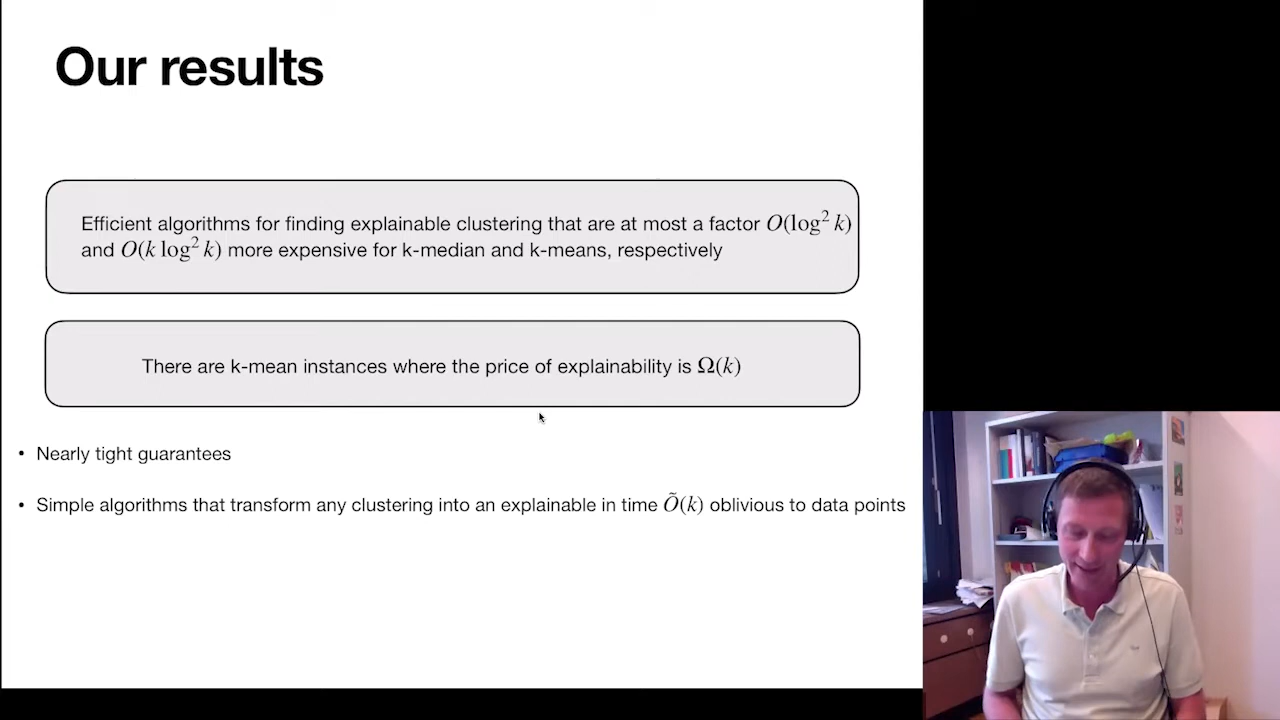 Our results
Efficient algorithms for finding explainable clustering that are at most a factor O(log² k)
and O(k log² k) more expensive for k-median and k-means, respectively
There are k-mean instances where the price of explainability is Ω(k)
• Nearly tight guarantees
• Simple algorithms that transform any clustering into an explainable in time Õ(k) oblivious to data points